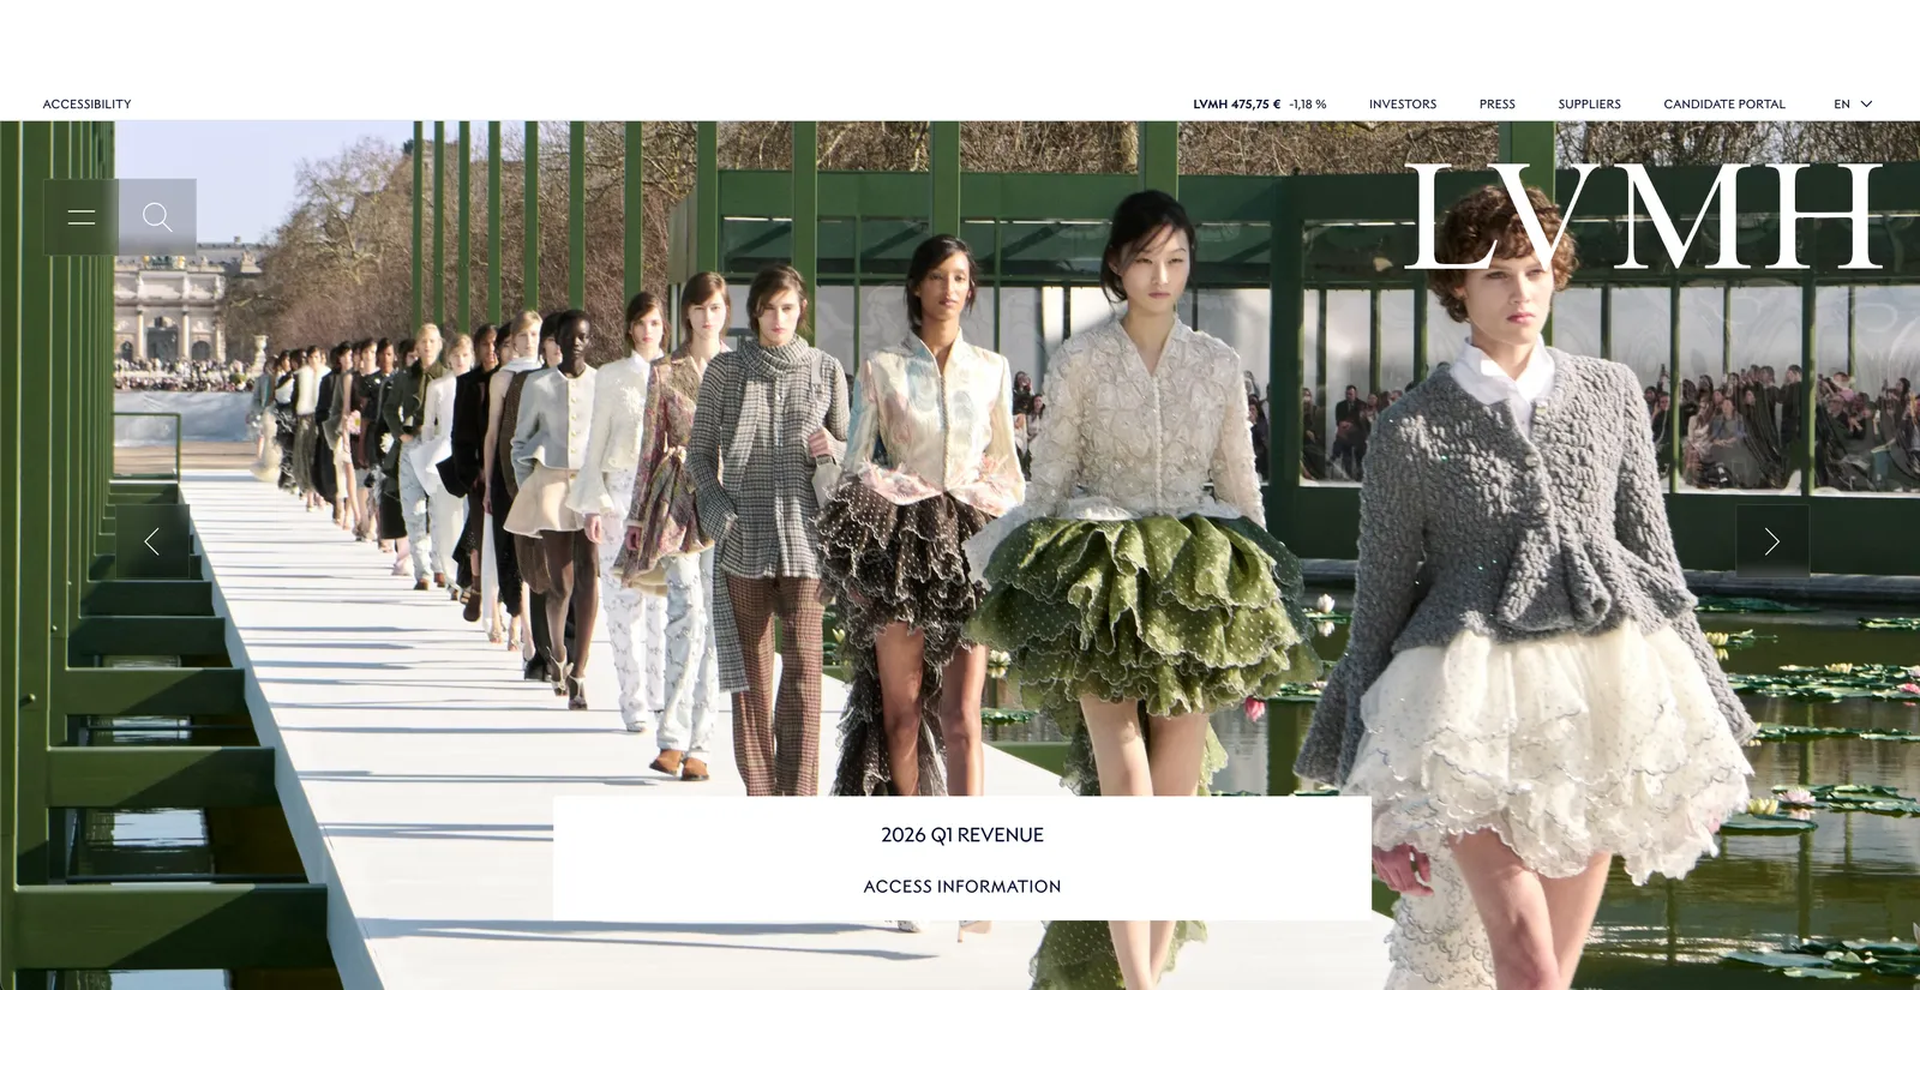 ACCESSIBILITY
LVMH 475,75 € -1,18 % INVESTORS PRESS SUPPLIERS CANDIDATE PORTAL EN
LVMH
2026 Q1 REVENUE
ACCESS INFORMATION